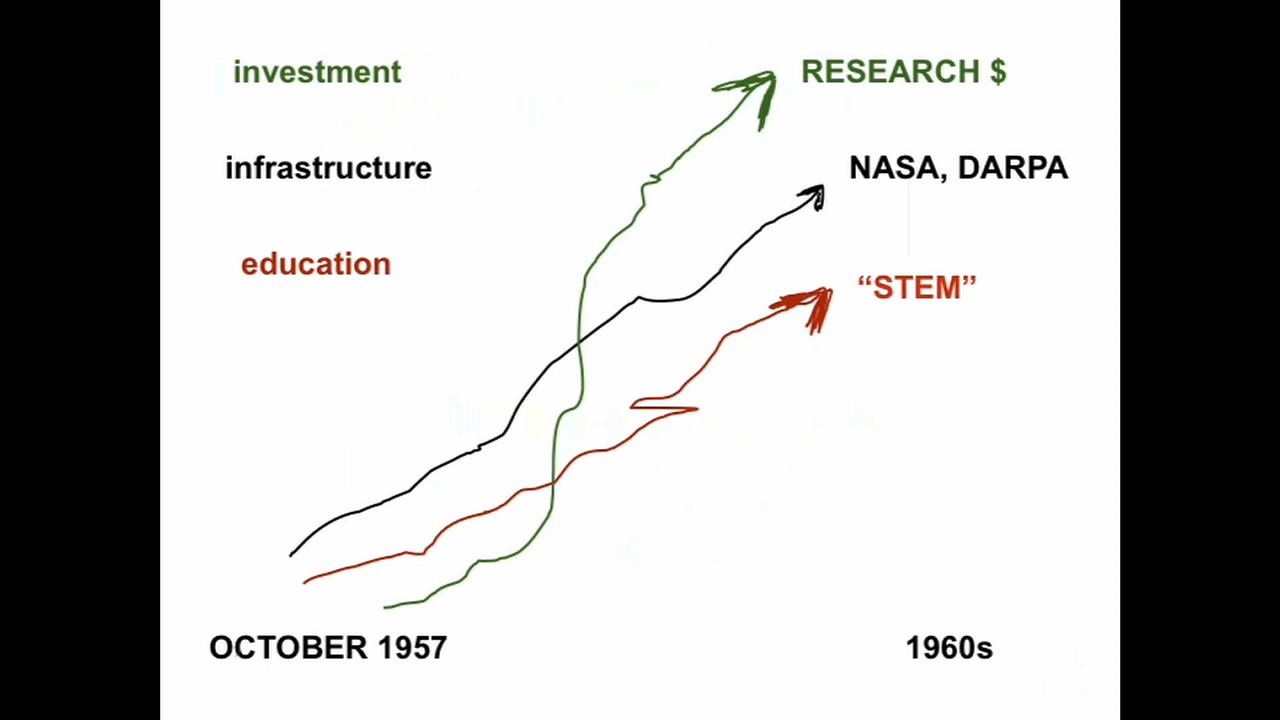 investment
RESEARCH $
infrastructure
NASA, DARPA
education
“STEM”
OCTOBER 1957
1960s